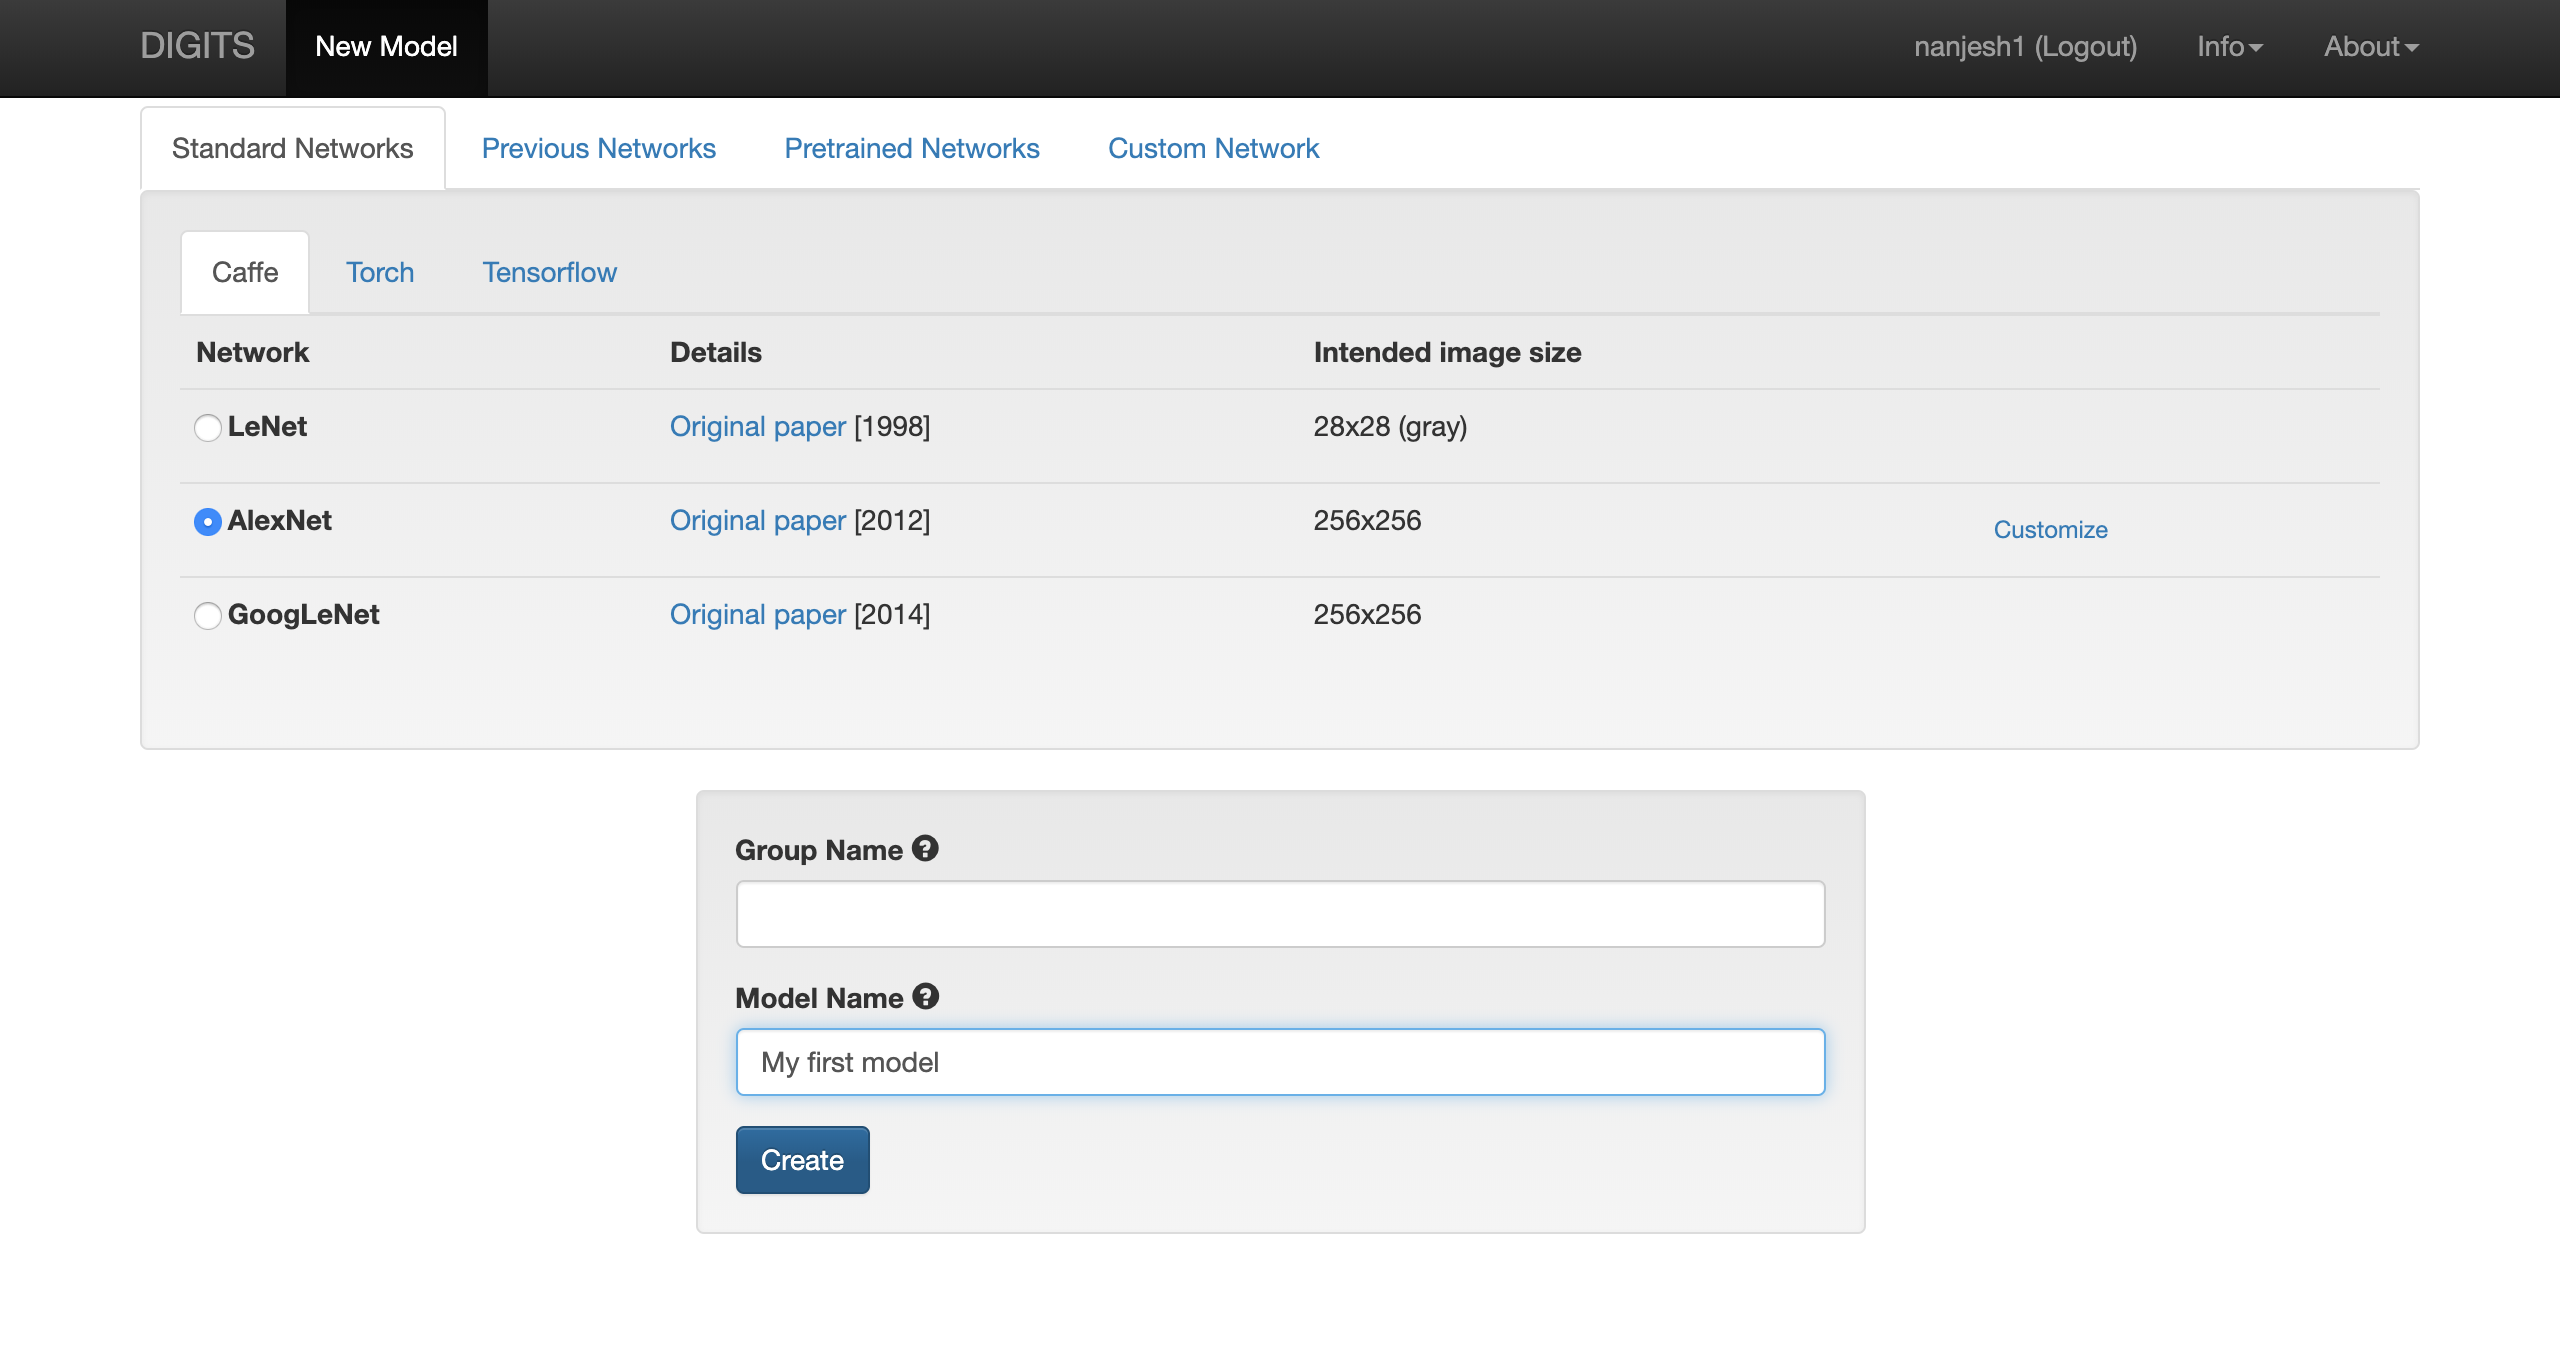 DIGITS New Model nanjesh1 (Logout) Info About
Standard Networks Previous Networks Pretrained Networks Custom Network
Caffe Torch Tensorflow
Network Details Intended image size
LeNet Original paper [1998] 28x28 (gray)
AlexNet Original paper [2012] 256x256 Customize
GoogLeNet Original paper [2014] 256x256
Group Name ?
Model Name ?
My first model
Create